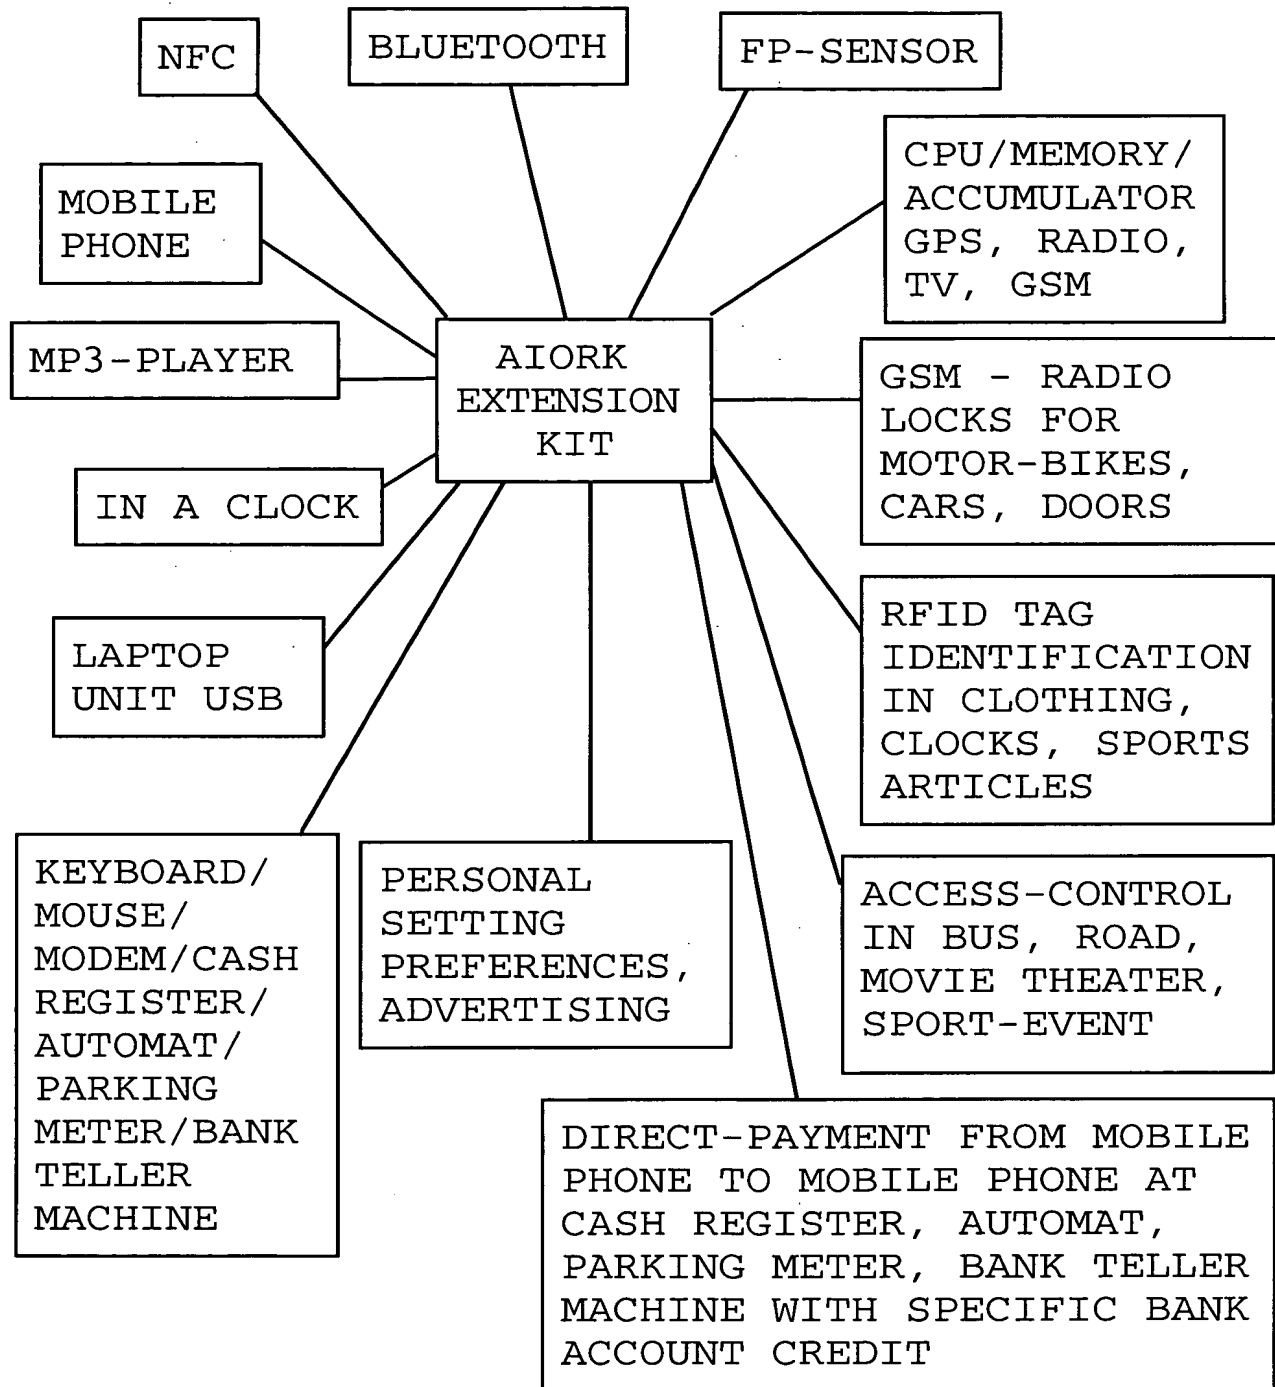 NFC
BLUETOOTH
FP-SENSOR
MOBILE
PHONE
CPU/MEMORY/
ACCUMULATOR
GPS, RADIO,
TV, GSM
MP3-PLAYER
AIORK
EXTENSION
KIT
GSM - RADIO
LOCKS FOR
MOTOR-BIKES,
CARS, DOORS
IN A CLOCK
LAPTOP
UNIT USB
RFID TAG
IDENTIFICATION
IN CLOTHING,
CLOCKS, SPORTS
ARTICLES
KEYBOARD/
MOUSE/
MODEM/CASH
REGISTER/
AUTOMAT/
PARKING
METER/BANK
TELLER
MACHINE
PERSONAL
SETTING
PREFERENCES,
ADVERTISING
ACCESS-CONTROL
IN BUS, ROAD,
MOVIE THEATER,
SPORT-EVENT
DIRECT-PAYMENT FROM MOBILE
PHONE TO MOBILE PHONE AT
CASH REGISTER, AUTOMAT,
PARKING METER, BANK TELLER
MACHINE WITH SPECIFIC BANK
ACCOUNT CREDIT